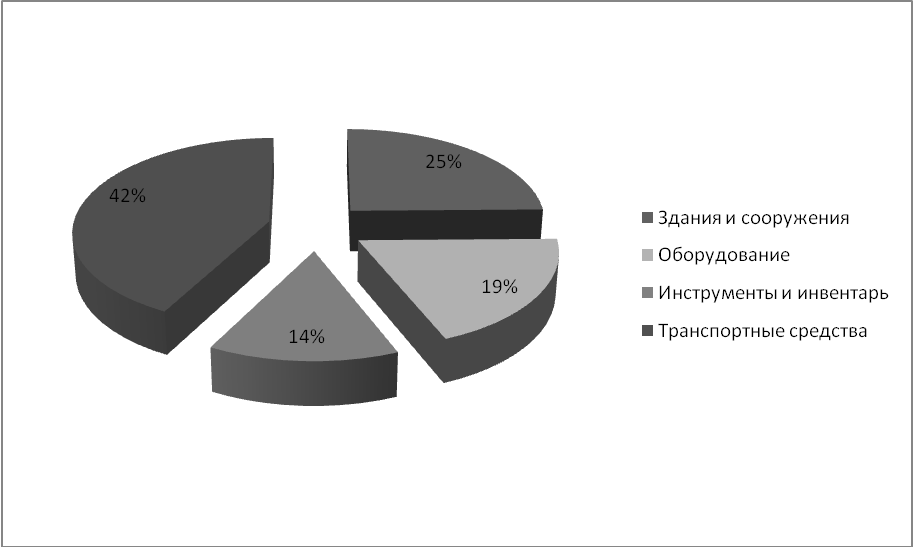 25%
42%
19%
14%
Здания и сооружения
Оборудование
Инструменты и инвентарь
Транспортные средства